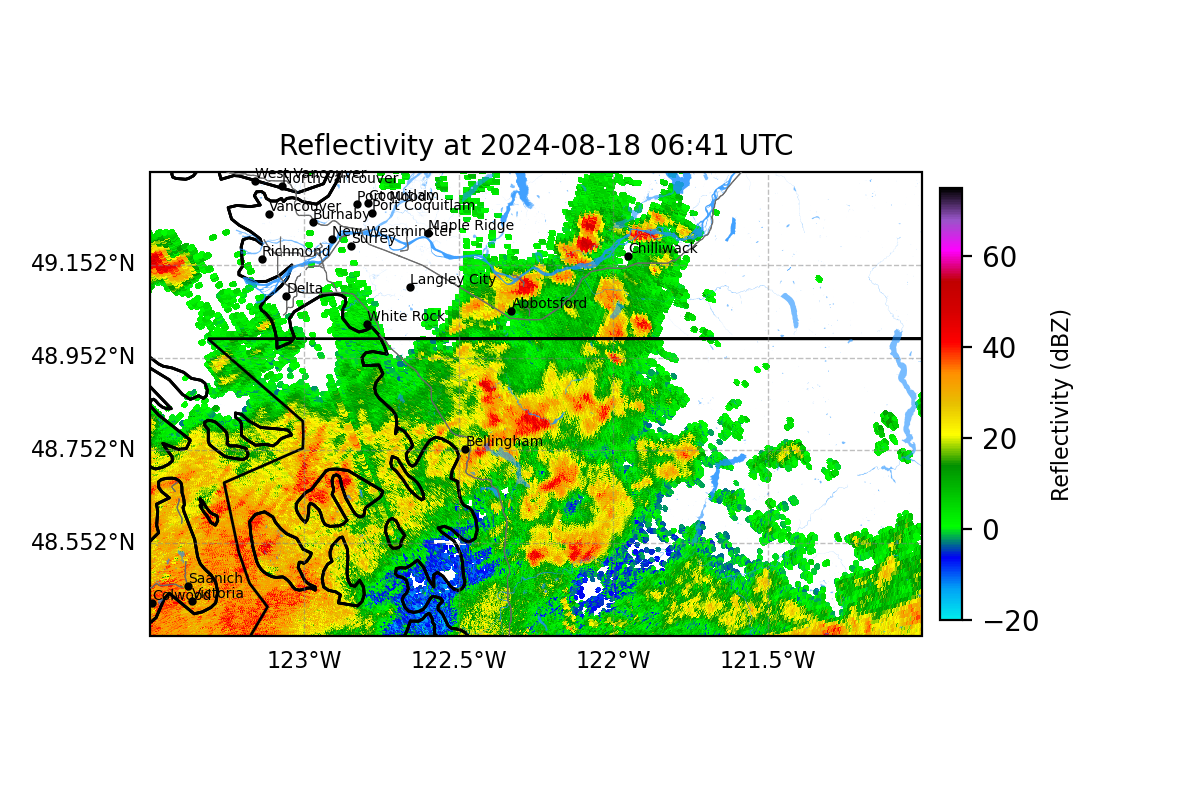 Reflectivity at 2024-08-18 06:41 UTC
West Vancouver
North Vancouver
Port Moody
Coquitlam
Vancouver
Port Coquitlam
Burnaby
Maple Ridge
New Westminster
Surrey
Richmond
Chilliwack
Langley City
Delta
Abbotsford
White Rock
Bellingham
Saanich
Victoria
Colwood
49.152°N
48.952°N
48.752°N
48.552°N
123°W
122.5°W
122°W
121.5°W
60
40
20
0
−20
Reflectivity (dBZ)